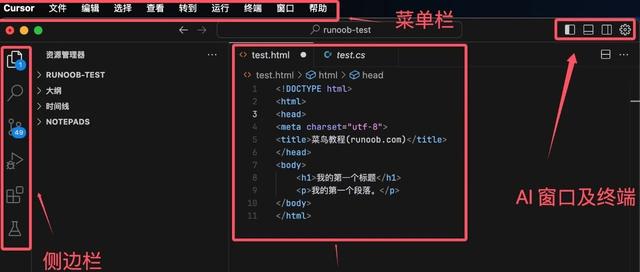 Cursor 文件 编辑 选择 查看 转到 运行 终端 窗口 帮助
菜单栏
runoob-test
资源管理器
RUNOOB-TEST
大纲
时间线
NOTEPADS
1
49
test.html
test.cs
test.html > html > head
1 <!DOCTYPE html>
2 <html>
3 <head>
4 <meta charset="utf-8">
5 <title>菜鸟教程(runoob.com)</title>
6 </head>
7 <body>
8 <h1>我的第一个标题</h1>
9 <p>我的第一个段落。</p>
10 </body>
11 </html>
AI 窗口及终端
侧边栏